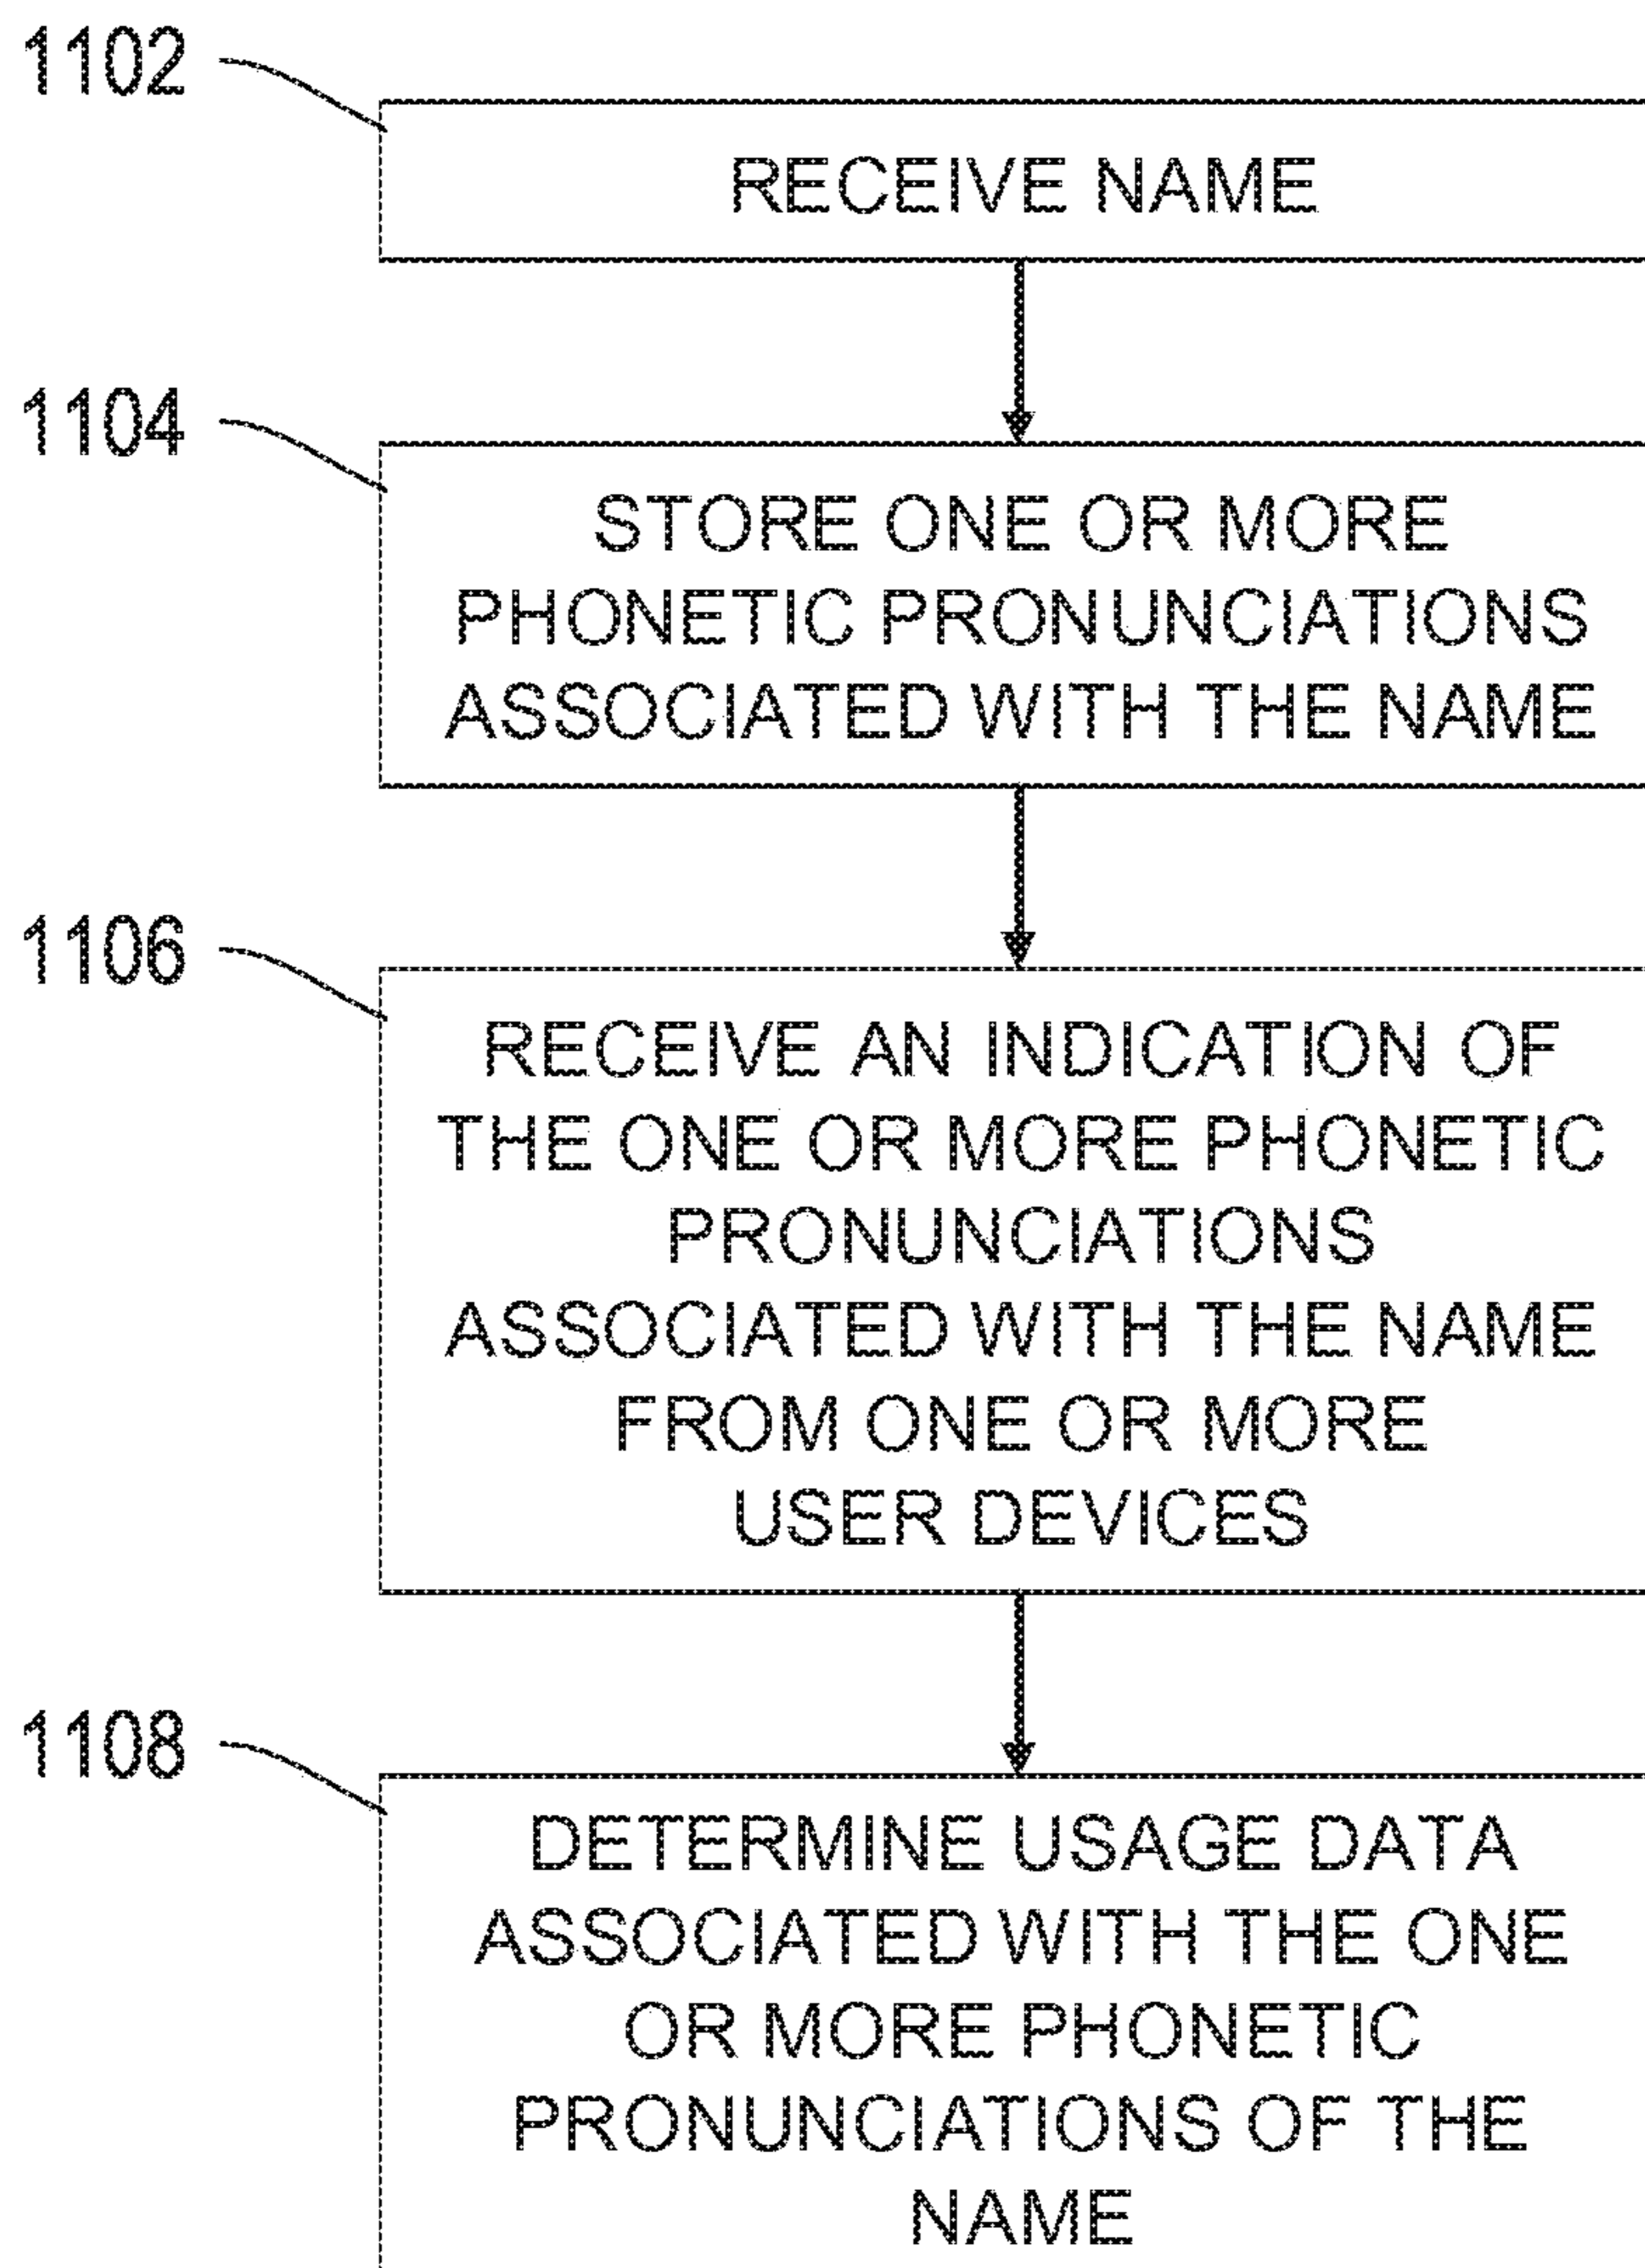 1102
RECEIVE NAME
1104
STORE ONE OR MORE
PHONETIC PRONUNCIATIONS
ASSOCIATED WITH THE NAME
1106
RECEIVE AN INDICATION OF
THE ONE OR MORE PHONETIC
PRONUNCIATIONS
ASSOCIATED WITH THE NAME
FROM ONE OR MORE
USER DEVICES
1108
DETERMINE USAGE DATA
ASSOCIATED WITH THE ONE
OR MORE PHONETIC
PRONUNCIATIONS OF THE
NAME